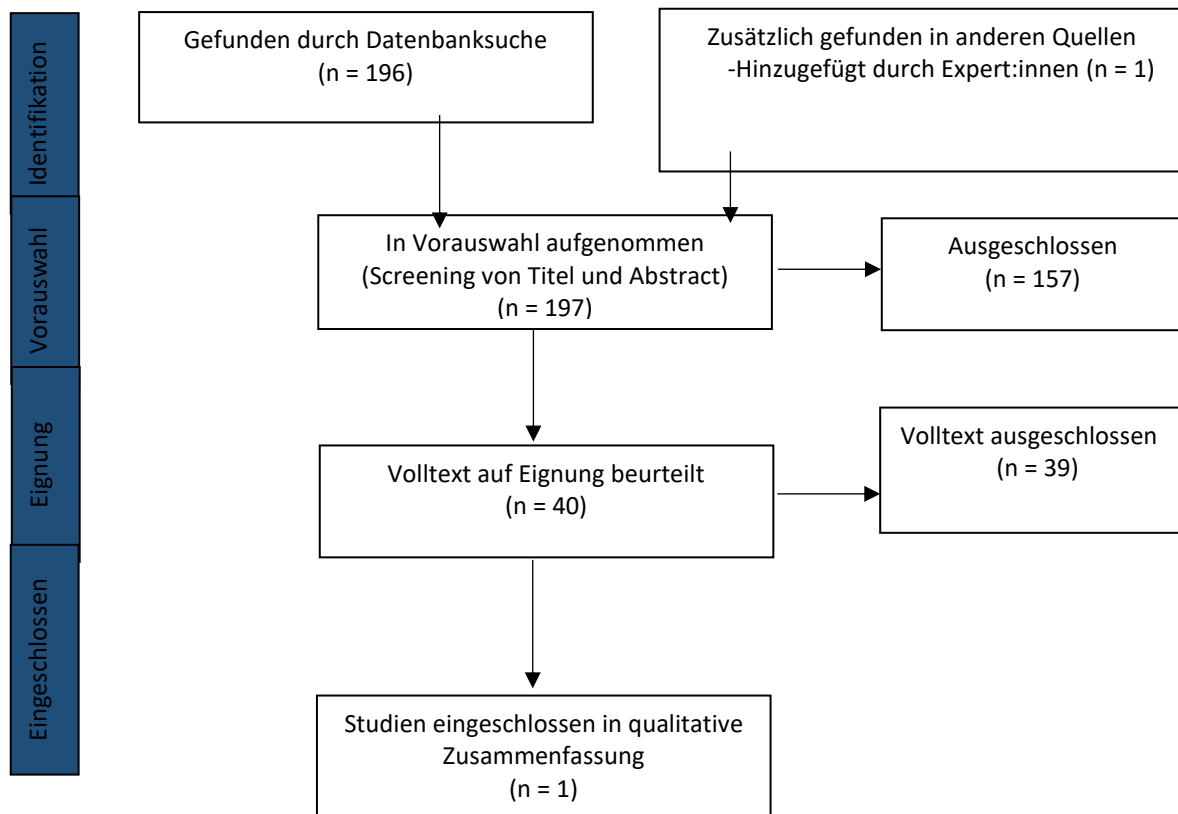 Identifikation
Gefunden durch Datenbanksuche
(n = 196)
Zusätzlich gefunden in anderen Quellen
-Hinzugefügt durch Expert:innen (n = 1)
Vorauswahl
In Vorauswahl aufgenommen
(Screening von Titel und Abstract)
(n = 197)
Ausgeschlossen
(n = 157)
Eignung
Volltext auf Eignung beurteilt
(n = 40)
Volltext ausgeschlossen
(n = 39)
Eingeschlossen
Studien eingeschlossen in qualitative
Zusammenfassung
(n = 1)